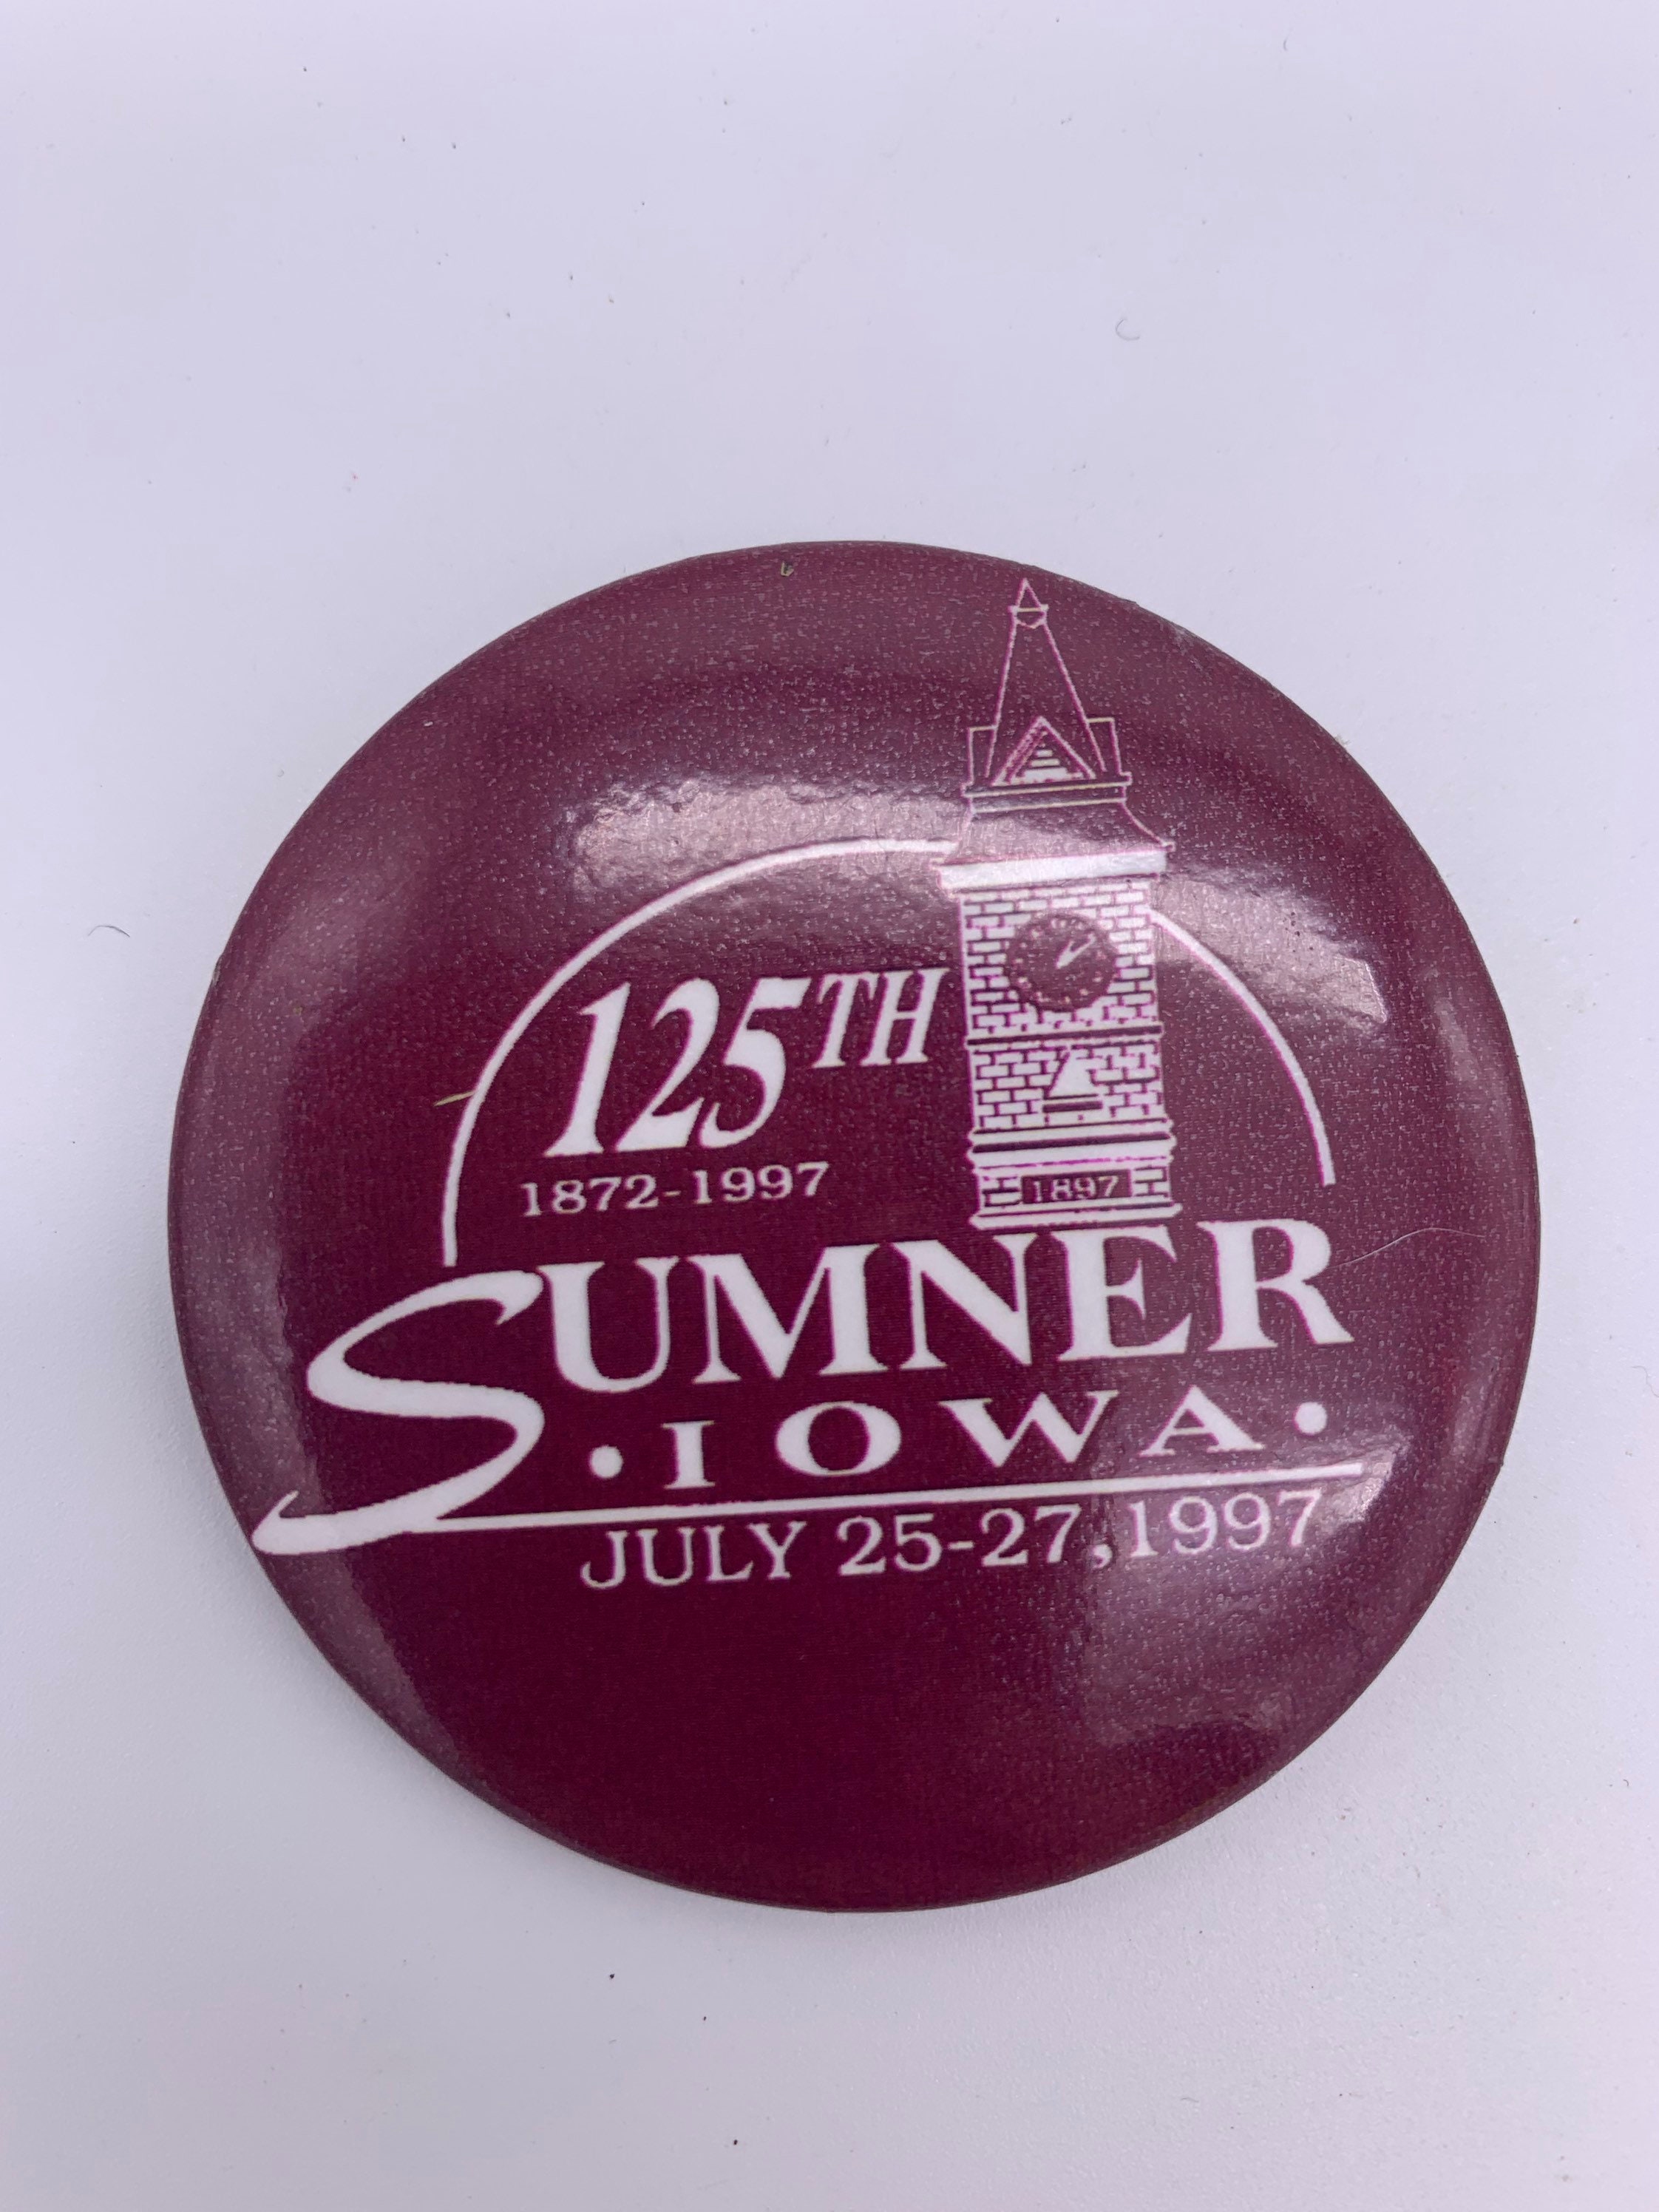 125TH
1872-1997
1897
SUMNER
•IOWA•
JULY 25-27,1997